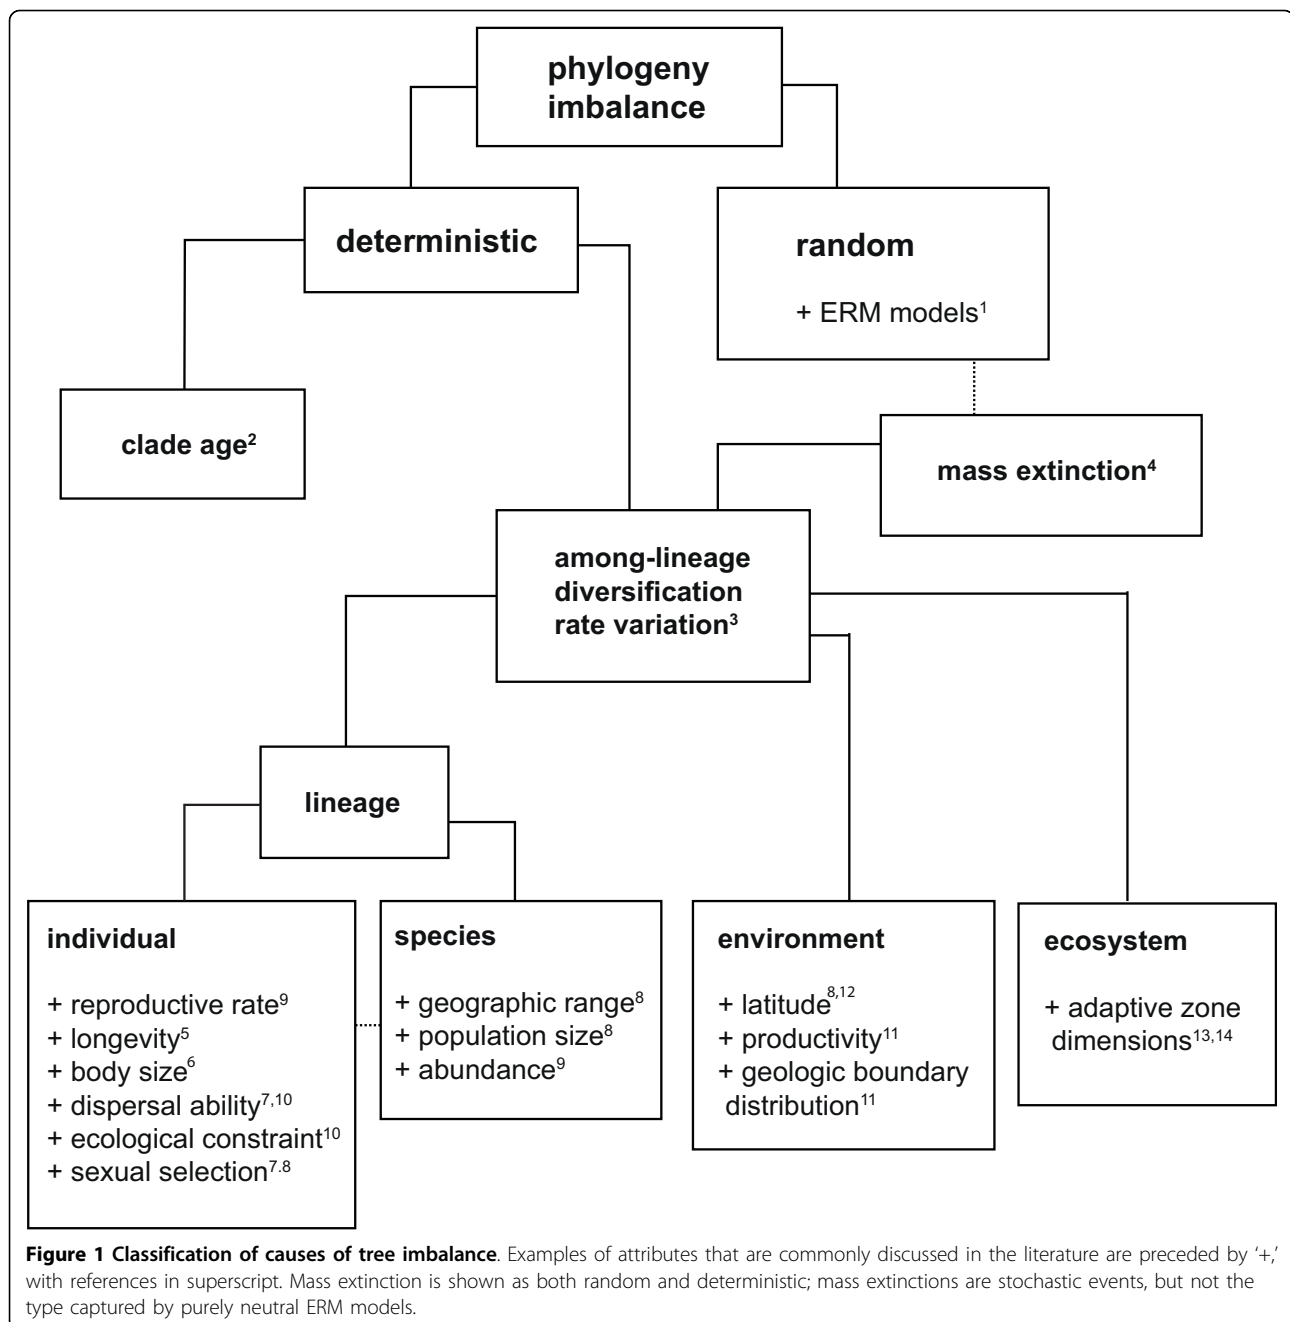 phylogeny
imbalance
deterministic
random
+ ERM models¹
clade age²
mass extinction⁴
among-lineage
diversification
rate variation³
lineage
individual
+ reproductive rate⁹
+ longevity⁵
+ body size⁶
+ dispersal ability⁷,¹⁰
+ ecological constraint¹⁰
+ sexual selection⁷·⁸
species
+ geographic range⁸
+ population size⁸
+ abundance⁹
environment
+ latitude⁸,¹²
+ productivity¹¹
+ geologic boundary
distribution¹¹
ecosystem
+ adaptive zone
dimensions¹³,¹⁴
Figure 1 Classification of causes of tree imbalance. Examples of attributes that are commonly discussed in the literature are preceded by ‘+,’
with references in superscript. Mass extinction is shown as both random and deterministic; mass extinctions are stochastic events, but not the
type captured by purely neutral ERM models.